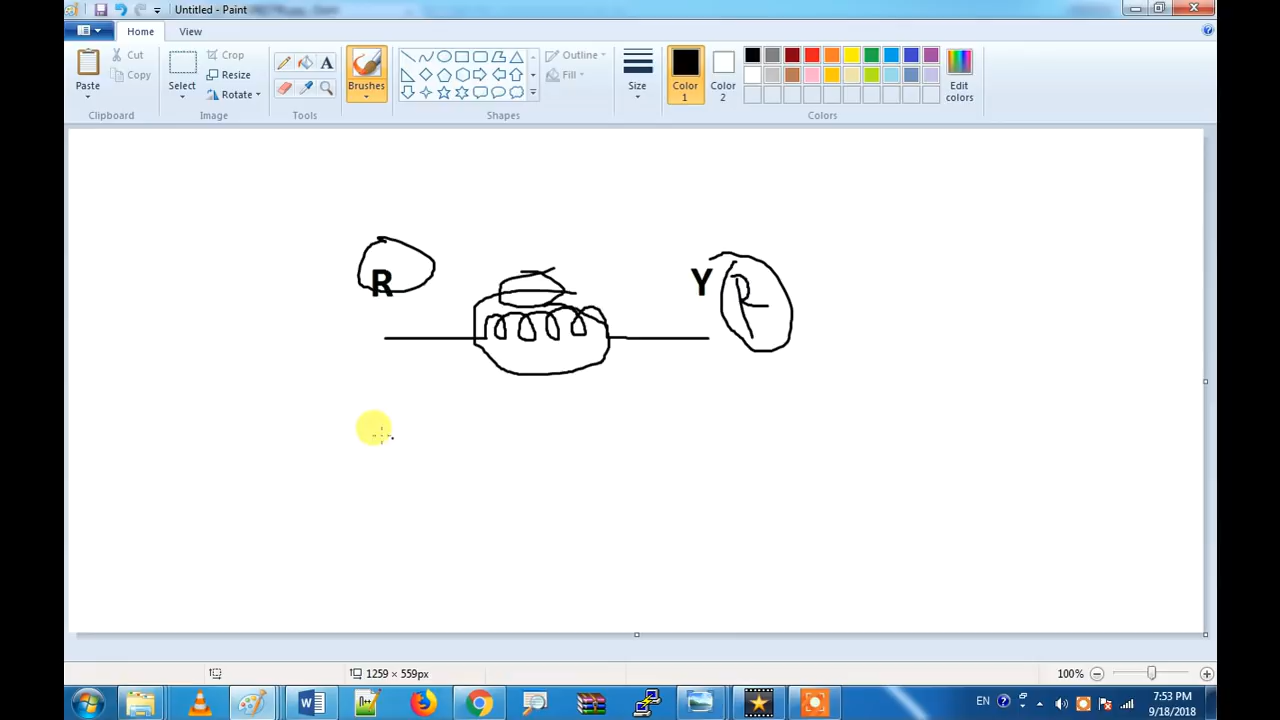 Untitled - Paint
Home View
Paste
Cut
Copy
Clipboard
Select
Crop
Resize
Rotate
Image
A
Tools
Brushes
Outline
Fill
Shapes
Size
Color 1
Color 2
Edit colors
Colors
R Y R
1259 × 559px
100%
EN
7:53 PM
9/18/2018